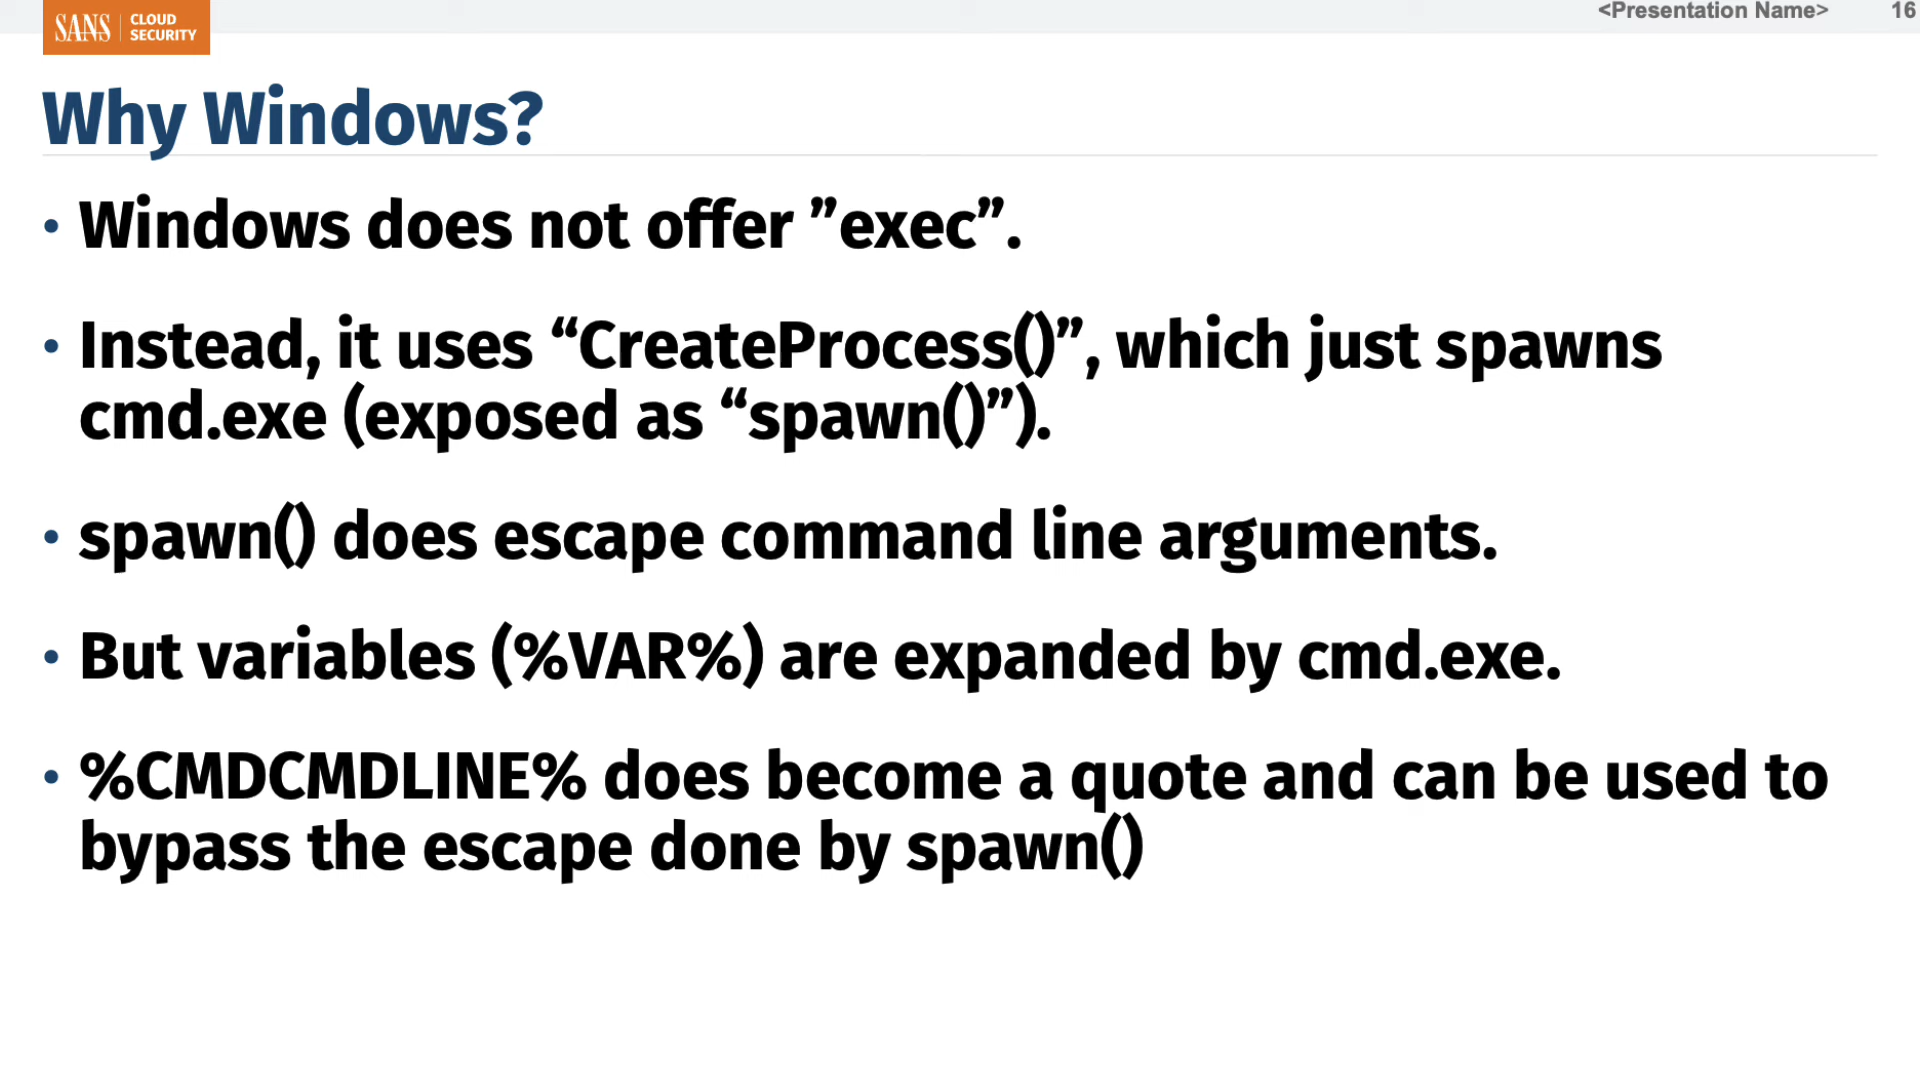 SANS
CLOUD
SECURITY
<Presentation Name>
16
Why Windows?
• Windows does not offer ”exec”.
• Instead, it uses “CreateProcess()”, which just spawns
cmd.exe (exposed as “spawn()”).
• spawn() does escape command line arguments.
• But variables (%VAR%) are expanded by cmd.exe.
• %CMDCMDLINE% does become a quote and can be used to
bypass the escape done by spawn()